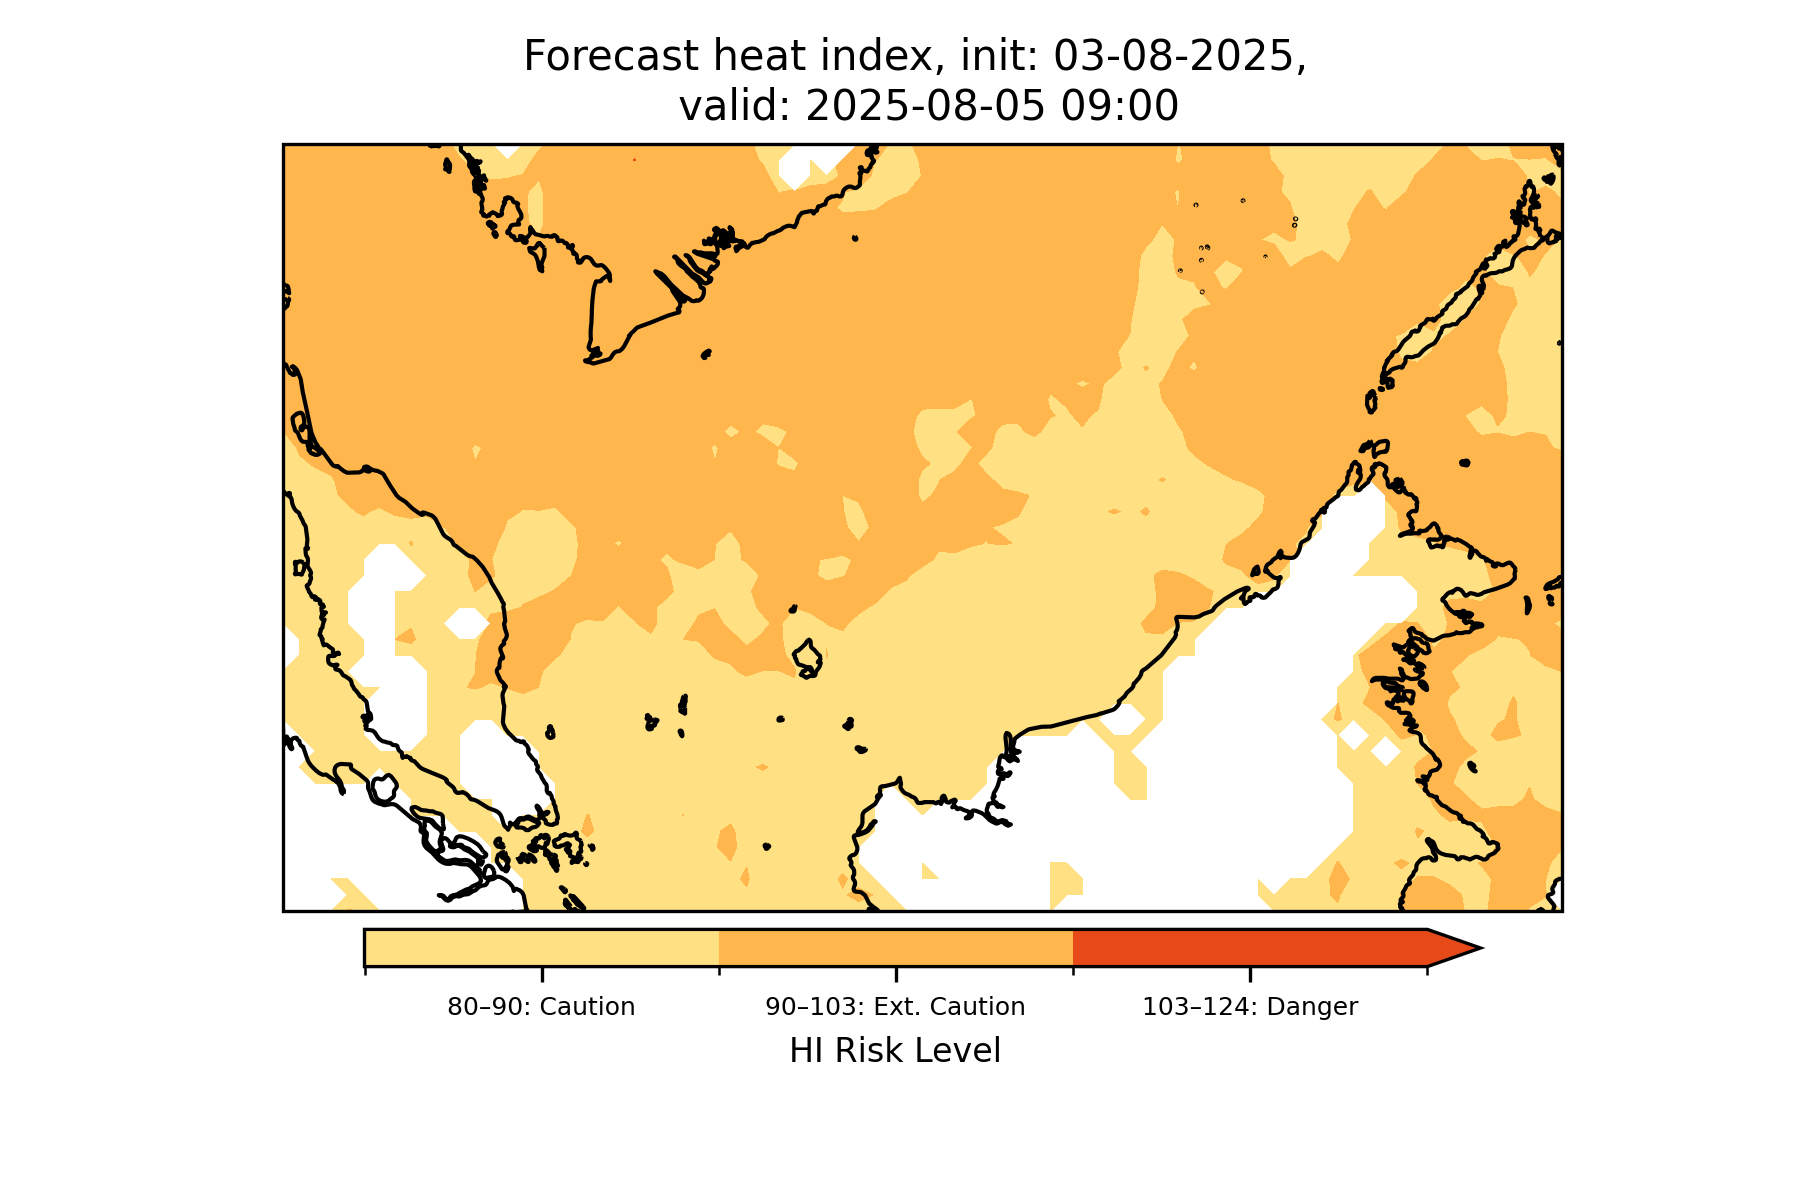 Forecast heat index, init: 03-08-2025,
valid: 2025-08-05 09:00
80–90: Caution
90–103: Ext. Caution
103–124: Danger
HI Risk Level